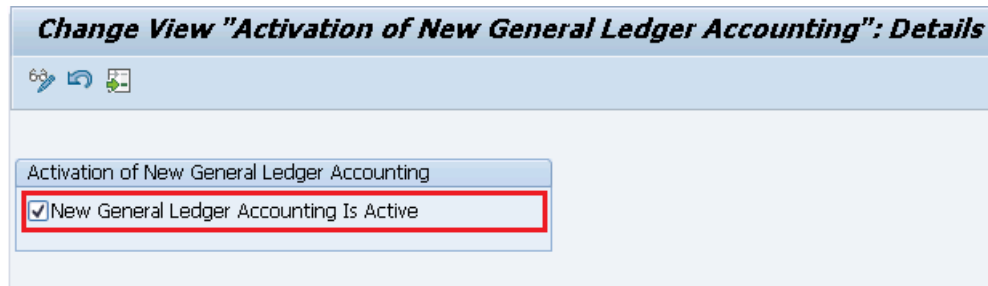 Change View "Activation of New General Ledger Accounting": Details
Activation of New General Ledger Accounting
New General Ledger Accounting Is Active